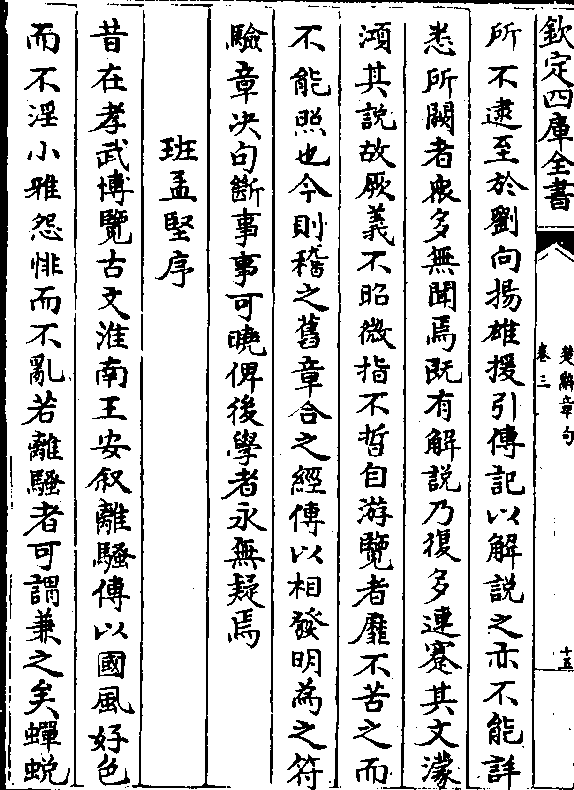 欽定四庫全書
楚辭章句
卷三
十五
所不逮至於劉向揚雄援引傳記以解說之亦不能詳
悉所闕者衆多無聞焉既有解說乃復多連蹇其文濛
澒其說故厥義不昭微指不晢自游覽者靡不苦之而
不能照也今則稽之舊章合之經傳以相發明為之符
驗章决句斷事事可曉俾後學者永無疑焉
班孟堅序
昔在孝武博覽古文淮南王安叙離騷傳以國風好色
而不淫小雅怨悱而不亂若離騷者可謂兼之矣蟬蛻